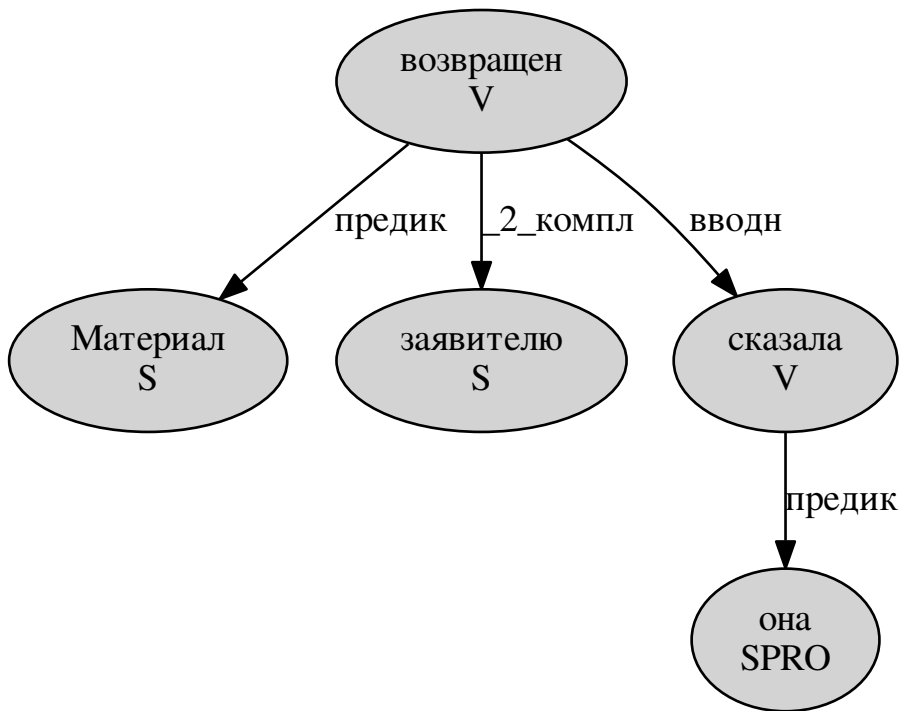 возвращен
V
предик
_2_компл
вводн
Материал
S
заявителю
S
сказала
V
предик
она
SPRO